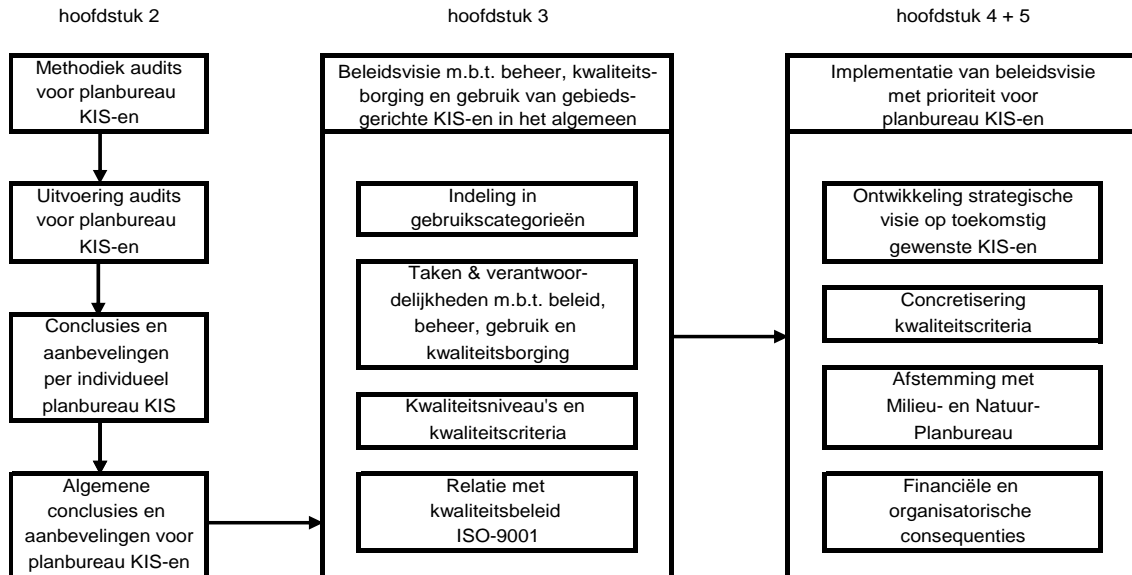 hoofdstuk 2
Methodiek audits
voor planbureau
KIS-en
Uitvoering audits
voor planbureau
KIS-en
Conclusies en
aanbevelingen
per individueel
planbureau KIS
Algemene
conclusies en
aanbevelingen voor
planbureau KIS-en
hoofdstuk 3
Beleidsvisie m.b.t. beheer, kwaliteits-
borging en gebruik van gebieds-
gerichte KIS-en in het algemeen
Indeling in
gebruikscategorieën
Taken & verantwoor-
delijkheden m.b.t. beleid,
beheer, gebruik en
kwaliteitsborging
Kwaliteitsniveau's en
kwaliteitscriteria
Relatie met
kwaliteitsbeleid
ISO-9001
hoofdstuk 4 + 5
Implementatie van beleidsvisie
met prioriteit voor
planbureau KIS-en
Ontwikkeling strategische
visie op toekomstig
gewenste KIS-en
Concretisering
kwaliteitscriteria
Afstemming met
Milieu- en Natuur-
Planbureau
Financiële en
organisatorische
consequenties